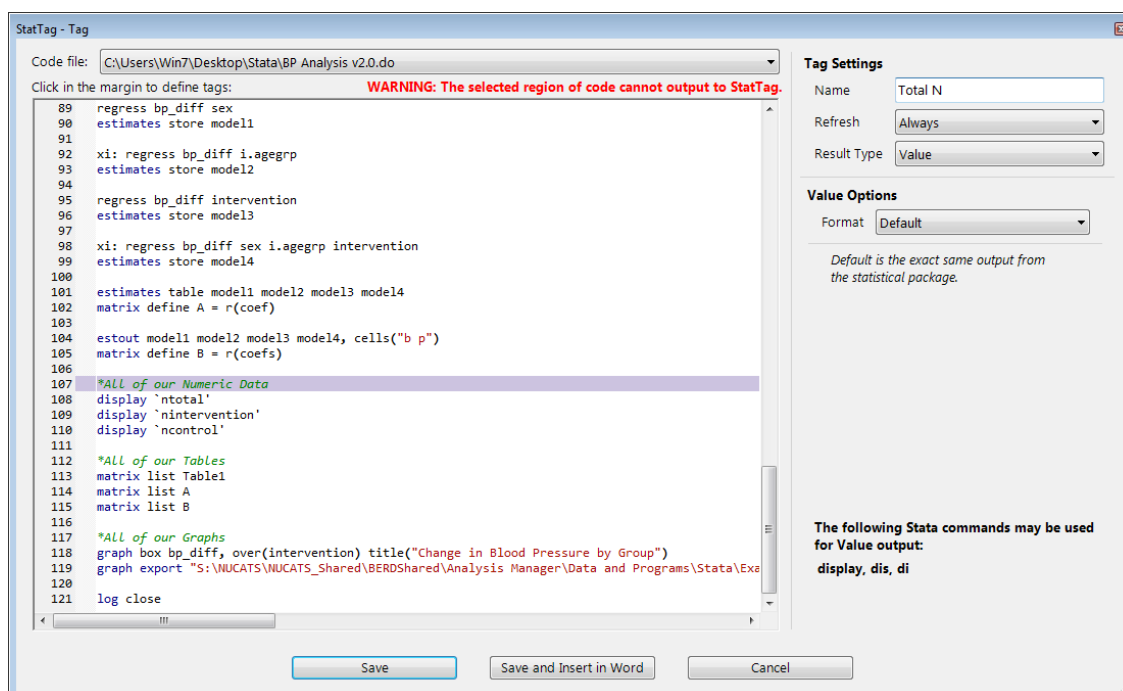 StatTag - Tag
Code file: C:\Users\Win7\Desktop\Stata\BP Analysis v2.0.do
Click in the margin to define tags: WARNING: The selected region of code cannot output to StatTag.
89 regress bp_diff sex
90 estimates store model1
91
92 xi: regress bp_diff i.agegrp
93 estimates store model2
94
95 regress bp_diff intervention
96 estimates store model3
97
98 xi: regress bp_diff sex i.agegrp intervention
99 estimates store model4
100
101 estimates table model1 model2 model3 model4
102 matrix define A = r(coef)
103
104 estout model1 model2 model3 model4, cells("b p")
105 matrix define B = r(coefs)
106
107 *All of our Numeric Data
108 display `ntotal'
109 display `nintervention'
110 display `ncontrol'
111
112 *All of our Tables
113 matrix list Table1
114 matrix list A
115 matrix list B
116
117 *All of our Graphs
118 graph box bp_diff, over(intervention) title("Change in Blood Pressure by Group")
119 graph export "S:\NUCATS\NUCATS_Shared\BERDShared\Analysis Manager\Data and Programs\Stata\Exa
120
121 log close
Tag Settings
Name Total N
Refresh Always
Result Type Value
Value Options
Format Default
Default is the exact same output from
the statistical package.
The following Stata commands may be used
for Value output:
display, dis, di
Save Save and Insert in Word Cancel